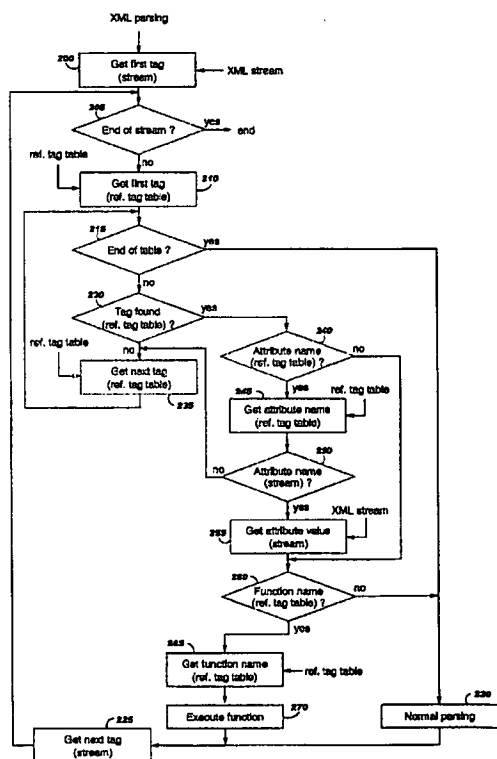 XML parsing
200
Get first tag
(stream)
XML stream
205
End of stream ?
yes
end
no
ref. tag table
Get first tag
(ref. tag table)
210
215
End of table ?
yes
no
230
Tag found
(ref. tag table) ?
yes
240
Attribute name
(ref. tag table) ?
no
yes
ref. tag table
no
Get next tag
(ref. tag table)
235
245
ref. tag table
Get attribute name
(ref. tag table)
250
Attribute name
(stream) ?
no
yes
XML stream
255
Get attribute value
(stream)
Function name
(ref. tag table) ?
no
yes
Get function name
(ref. tag table)
ref. tag table
225
Get next tag
(stream)
Execute function
270
Normal parsing